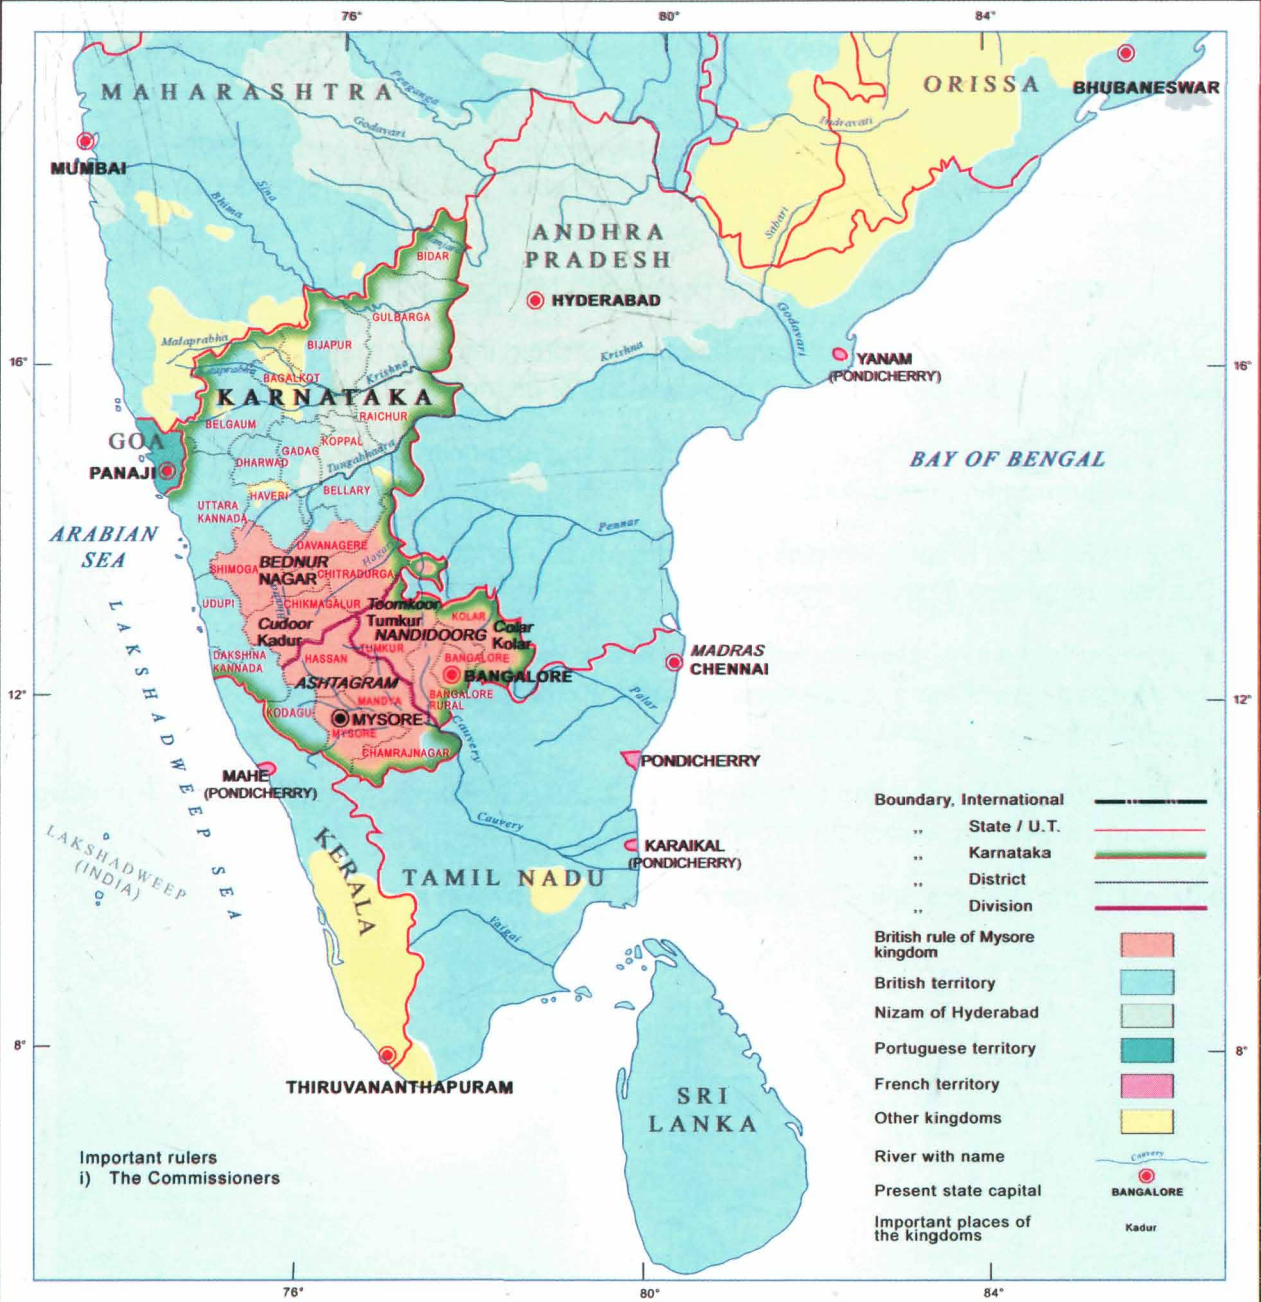 76°
80°
84°
MAHARASHTRA
Penganga
Godavari
ORISSA
BHUBANESWAR
Indravati
MUMBAI
Sina
Bhima
Sabari
ANDHRA
PRADESH
BIDAR
HYDERABAD
GULBARGA
Godavari
Malaprabha
BIJAPUR
Krishna
YANAM
(PONDICHERRY)
16°
16°
BAGALKOT
Krishna
KARNATAKA
RAICHUR
BELGAUM
GOA
KOPPAL
GADAG
DHARWAD
Tungabhadra
PANAJI
BAY OF BENGAL
HAVERI
BELLARY
UTTARA
KANNADA
Pennar
ARABIAN
SEA
DAVANAGERE
BEDNUR
NAGAR
Hagari
SHIMOGA
CHITRADURGA
UDUPI
CHIKMAGALUR
Toomkoor
Tumkur
KOLAR
Cudoor
Kadur
NANDIDOORG
Colar
Kolar
TUMKUR
DAKSHINA
KANNADA
HASSAN
BANGALORE
BANGALORE
MADRAS
CHENNAI
ASHTAGRAM
12°
12°
MANDYA
BANGALORE
RURAL
Palar
KODAGU
MYSORE
MYSORE
Cauvery
CHAMRAJNAGAR
LAKSHADWEEP SEA
MAHE
(PONDICHERRY)
PONDICHERRY
Cauvery
KARAIKAL
(PONDICHERRY)
LAKSHADWEEP
(INDIA)
KERALA
TAMIL NADU
Vaigai
8°
8°
THIRUVANANTHAPURAM
SRI
LANKA
Important rulers
i) The Commissioners
Boundary, International
,, State / U.T.
,, Karnataka
,, District
,, Division
British rule of Mysore
kingdom
British territory
Nizam of Hyderabad
Portuguese territory
French territory
Other kingdoms
River with name
Cauvery
Present state capital
BANGALORE
Important places of
the kingdoms
Kadur
76°
80°
84°